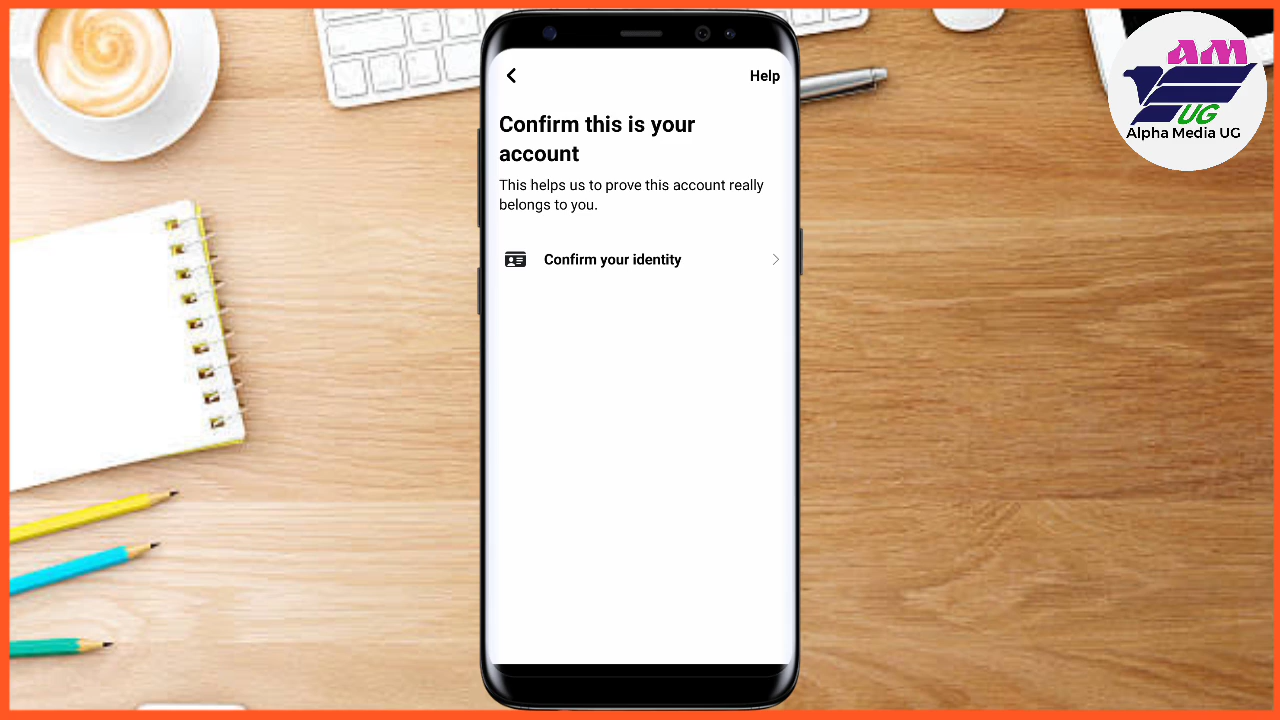 Help
Confirm this is your
account
This helps us to prove this account really
belongs to you.
Confirm your identity
AM
UG
Alpha Media UG